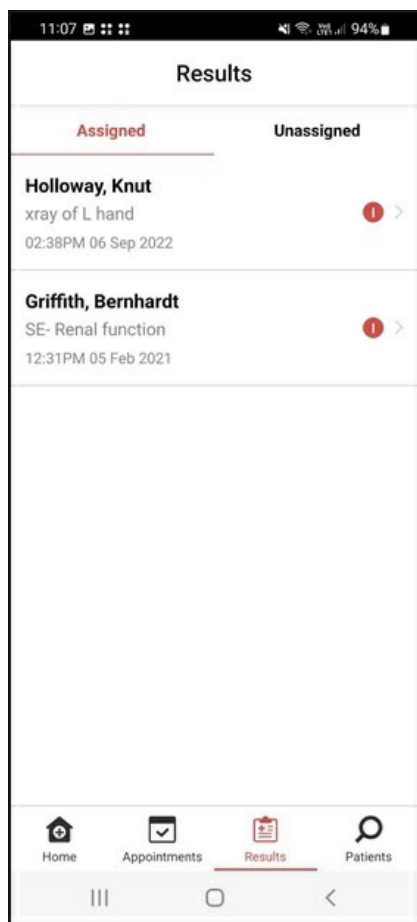 11:07 94%
Results
Assigned Unassigned
Holloway, Knut
xray of L hand
02:38PM 06 Sep 2022
Griffith, Bernhardt
SE- Renal function
12:31PM 05 Feb 2021
Home Appointments Results Patients